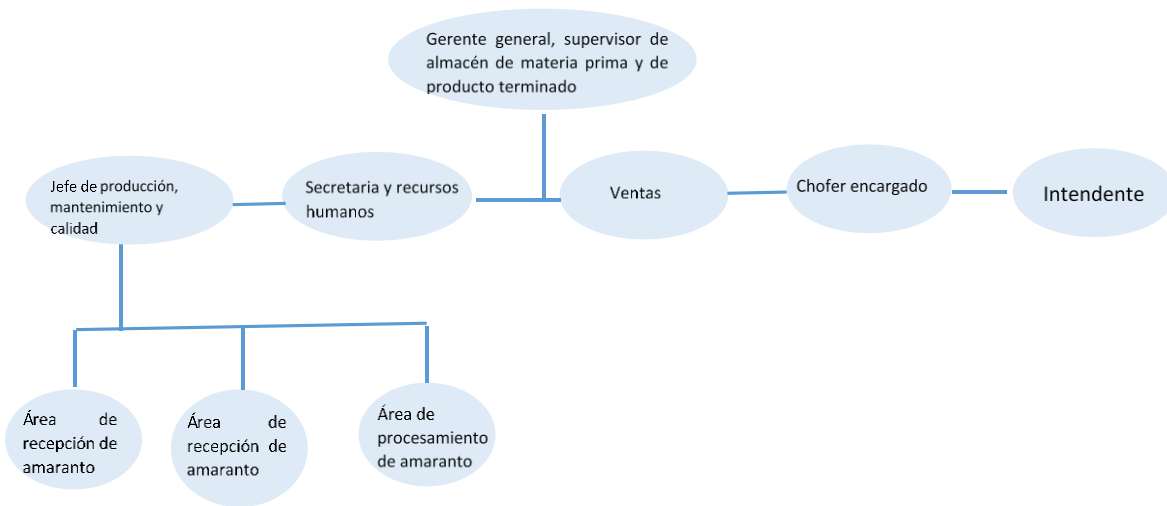 Gerente general, supervisor de
almacén de materia prima y de
producto terminado
Jefe de producción,
mantenimiento y
calidad
Secretaria y recursos
humanos
Ventas
Chofer encargado
Intendente
Área de
recepción de
amaranto
Área de
recepción de
amaranto
Área de
procesamiento
de amaranto